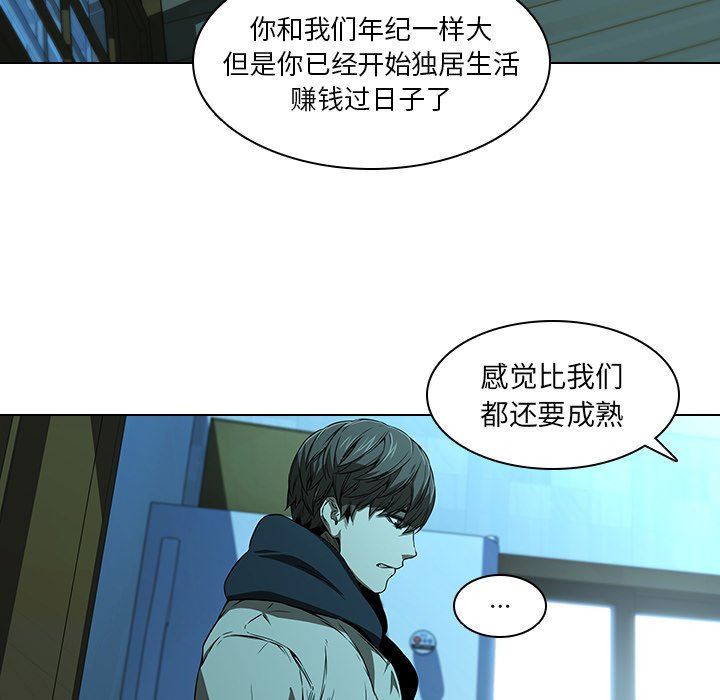 你和我们年纪一样大
但是你已经开始独居生活
赚钱过日子了
感觉比我们
都还要成熟
...